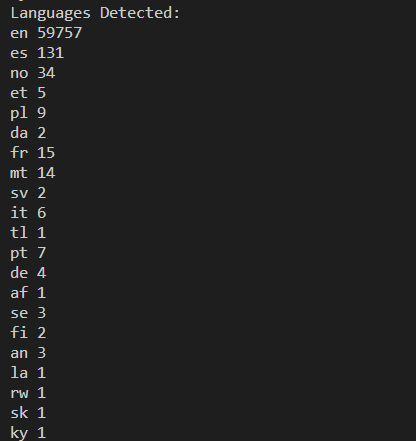 Languages Detected:
en 59757
es 131
no 34
et 5
pl 9
da 2
fr 15
mt 14
sv 2
it 6
tl 1
pt 7
de 4
af 1
se 3
fi 2
an 3
la 1
rw 1
sk 1
ky 1